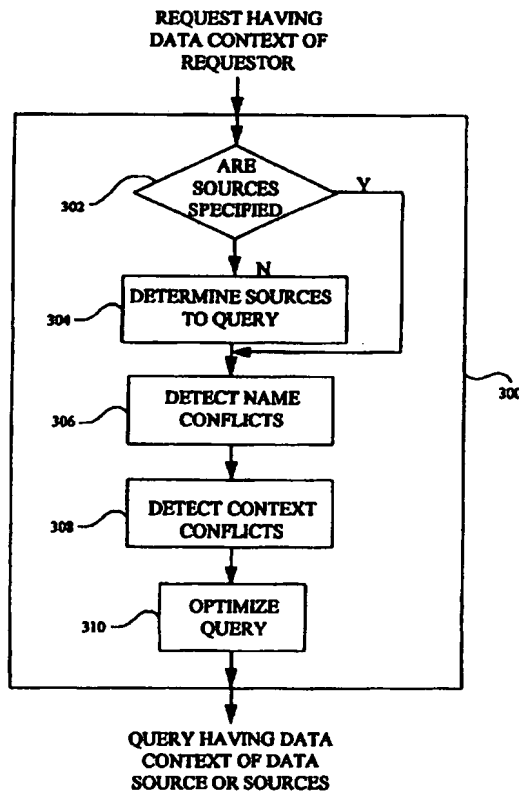 REQUEST HAVING
DATA CONTEXT OF
REQUESTOR
ARE
SOURCES
SPECIFIED
Y
302
N
DETERMINE SOURCES
TO QUERY
304
300
DETECT NAME
CONFLICTS
306
DETECT CONTEXT
CONFLICTS
308
OPTIMIZE
QUERY
310
QUERY HAVING DATA
CONTEXT OF DATA
SOURCE OR SOURCES